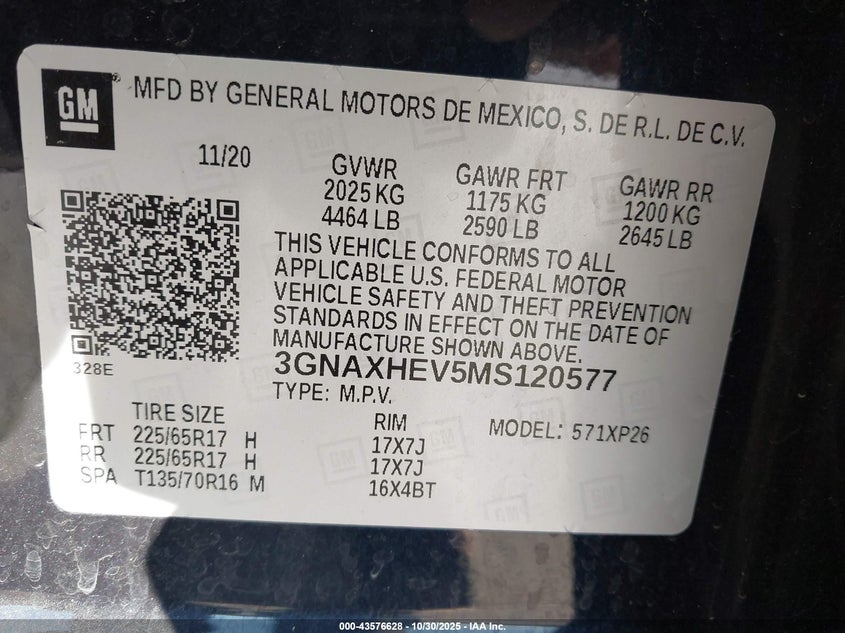 GM
MFD BY GENERAL MOTORS DE MEXICO, S. DE R.L. DE C.V.
11/20
GVWR
2025 KG
4464 LB
GAWR FRT
1175 KG
2590 LB
GAWR RR
1200 KG
2645 LB
THIS VEHICLE CONFORMS TO ALL
APPLICABLE U.S. FEDERAL MOTOR
VEHICLE SAFETY AND THEFT PREVENTION
STANDARDS IN EFFECT ON THE DATE OF
MANUFACTURE SHOWN ABOVE.
328E
3GNAXHEV5MS120577
TYPE: M.P.V.
TIRE SIZE RIM
FRT 225/65R17 H 17X7J
RR 225/65R17 H 17X7J
SPA T135/70R16 M 16X4BT
MODEL: 571XP26
000-43576628 - 10/30/2025 - IAA Inc.